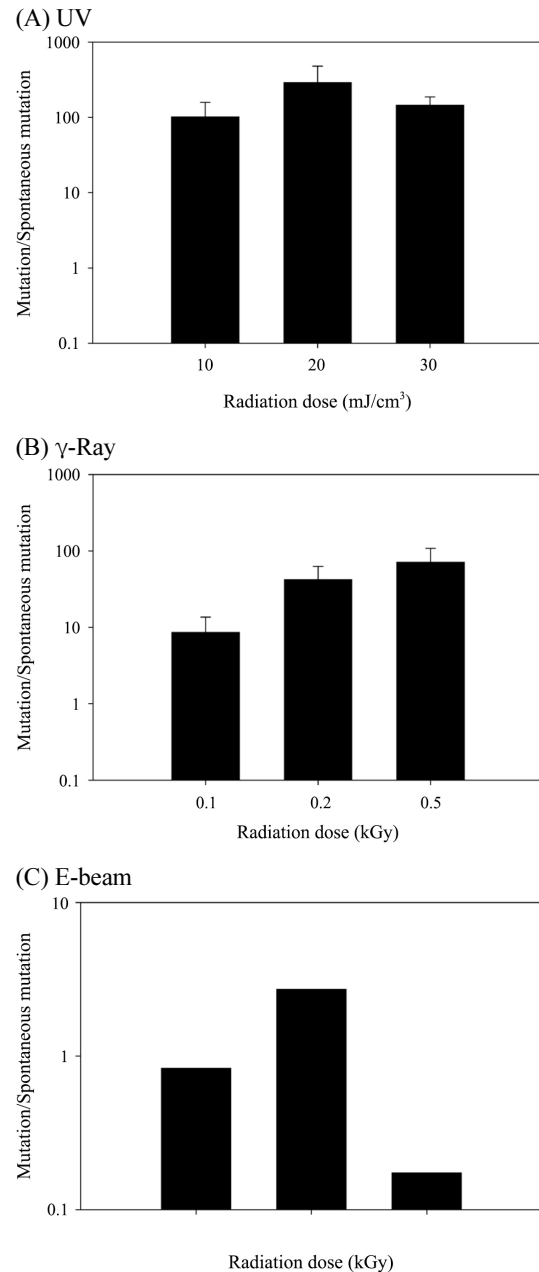 (A) UV
1000
100
10
1
0.1
Mutation/Spontaneous mutation
10 20 30
Radiation dose (mJ/cm³)
(B) γ-Ray
1000
100
10
1
0.1
Mutation/Spontaneous mutation
0.1 0.2 0.5
Radiation dose (kGy)
(C) E-beam
10
1
0.1
Mutation/Spontaneous mutation
Radiation dose (kGy)